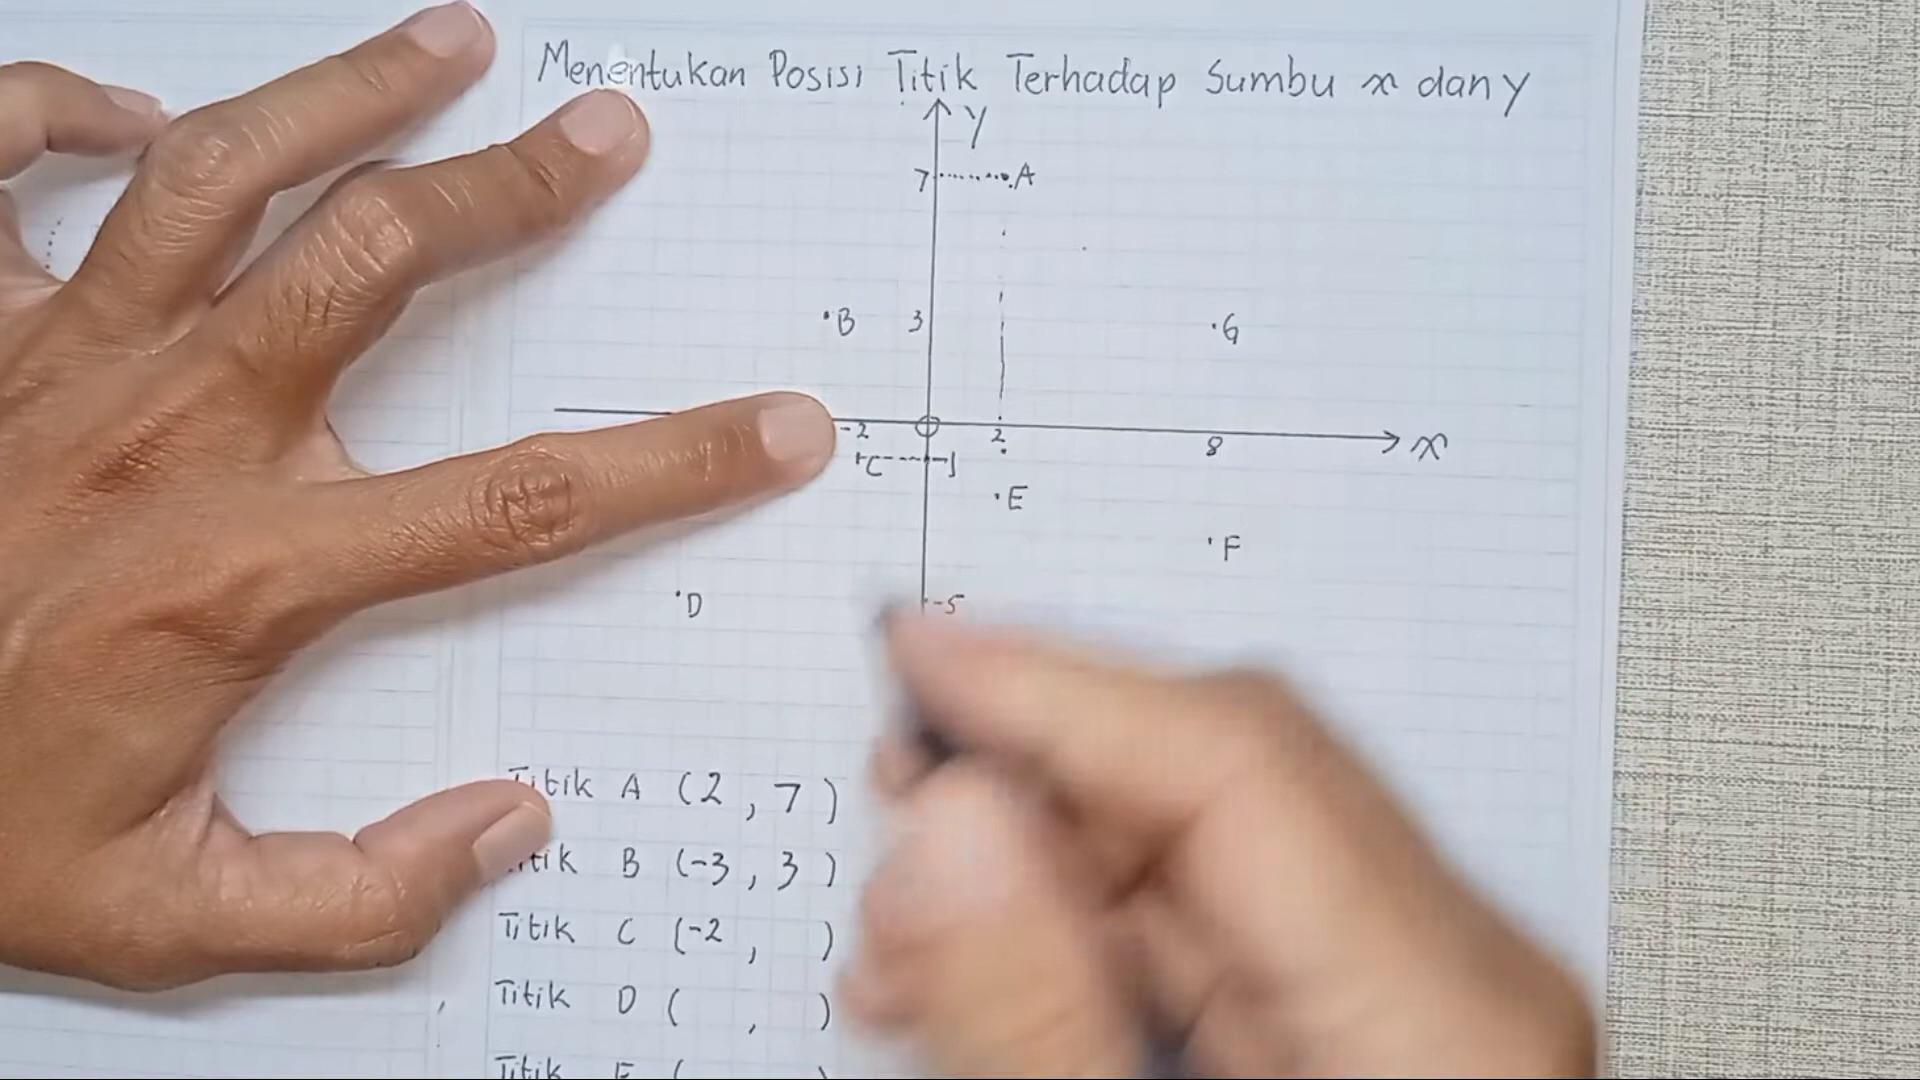 Menentukan Posisi Titik Terhadap Sumbu x dan y
y
7 A
B 3 G
-2 2 8 x
C -1
E
F
D -5
Titik A (2, 7)
B (-3, 3)
Titik C (-2, )
Titik D ( , )
Titik E (